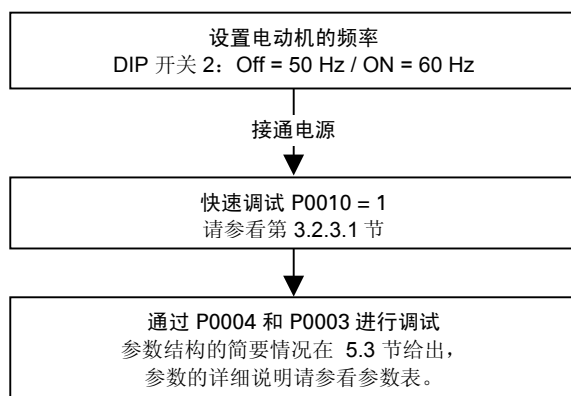 设置电动机的频率
DIP 开关 2：Off = 50 Hz / ON = 60 Hz
接通电源
快速调试 P0010 = 1
请参看第 3.2.3.1 节
通过 P0004 和 P0003 进行调试
参数结构的简要情况在 5.3 节给出，
参数的详细说明请参看参数表。